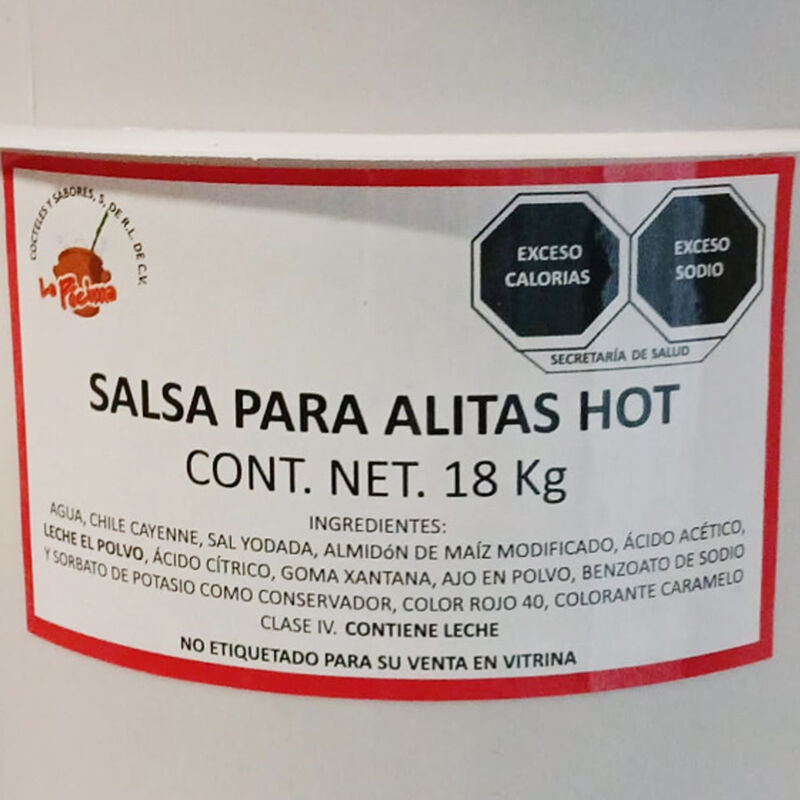 COCTELES Y SABORES, S. DE R.L. DE C.V.
La Pócima
EXCESO
CALORIAS
EXCESO
SODIO
SECRETARÍA DE SALUD
SALSA PARA ALITAS HOT
CONT. NET. 18 Kg
INGREDIENTES:
AGUA, CHILE CAYENNE, SAL YODADA, ALMIDóN DE MAÍZ MODIFICADO, ÁCIDO ACÉTICO,
LECHE EL POLVO, ÁCIDO CÍTRICO, GOMA XANTANA, AJO EN POLVO, BENZOATO DE SODIO
Y SORBATO DE POTASIO COMO CONSERVADOR, COLOR ROJO 40, COLORANTE CARAMELO
CLASE IV. CONTIENE LECHE
NO ETIQUETADO PARA SU VENTA EN VITRINA